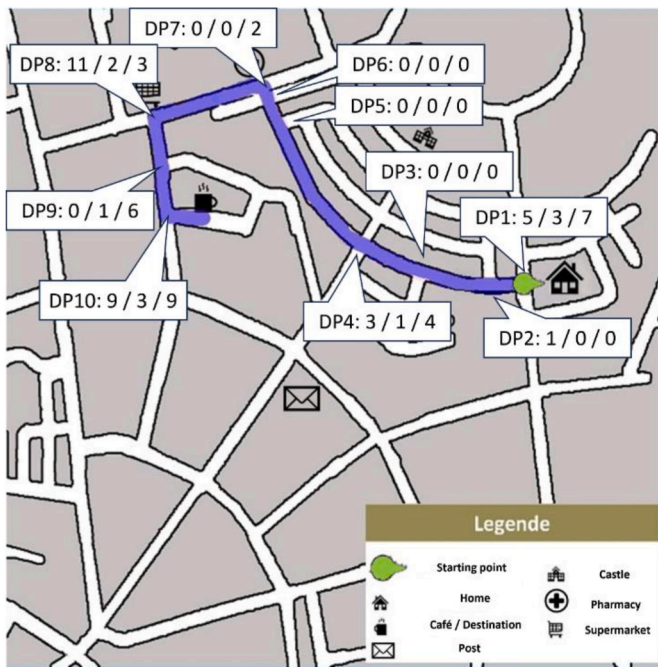 DP7: 0 / 0 / 2
DP8: 11 / 2 / 3
DP6: 0 / 0 / 0
DP5: 0 / 0 / 0
DP3: 0 / 0 / 0
DP9: 0 / 1 / 6
DP1: 5 / 3 / 7
DP10: 9 / 3 / 9
DP4: 3 / 1 / 4
DP2: 1 / 0 / 0
Legende
Starting point
Castle
Home
Pharmacy
Café / Destination
Supermarket
Post